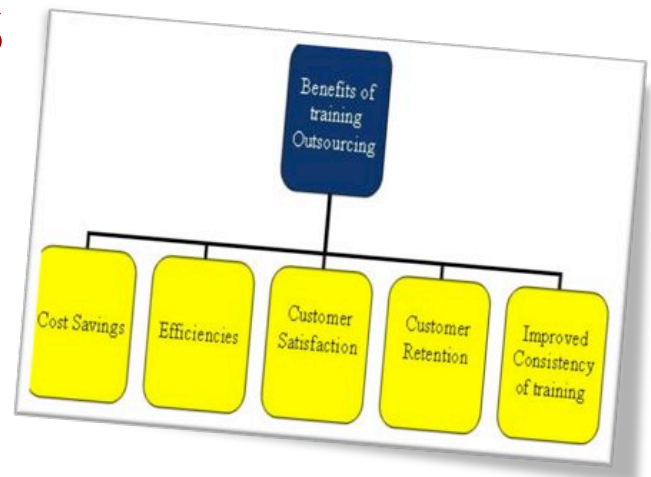 Benefits of
training
Outsourcing
Cost Savings
Efficiencies
Customer
Satisfaction
Customer
Retention
Improved
Consistency
of training